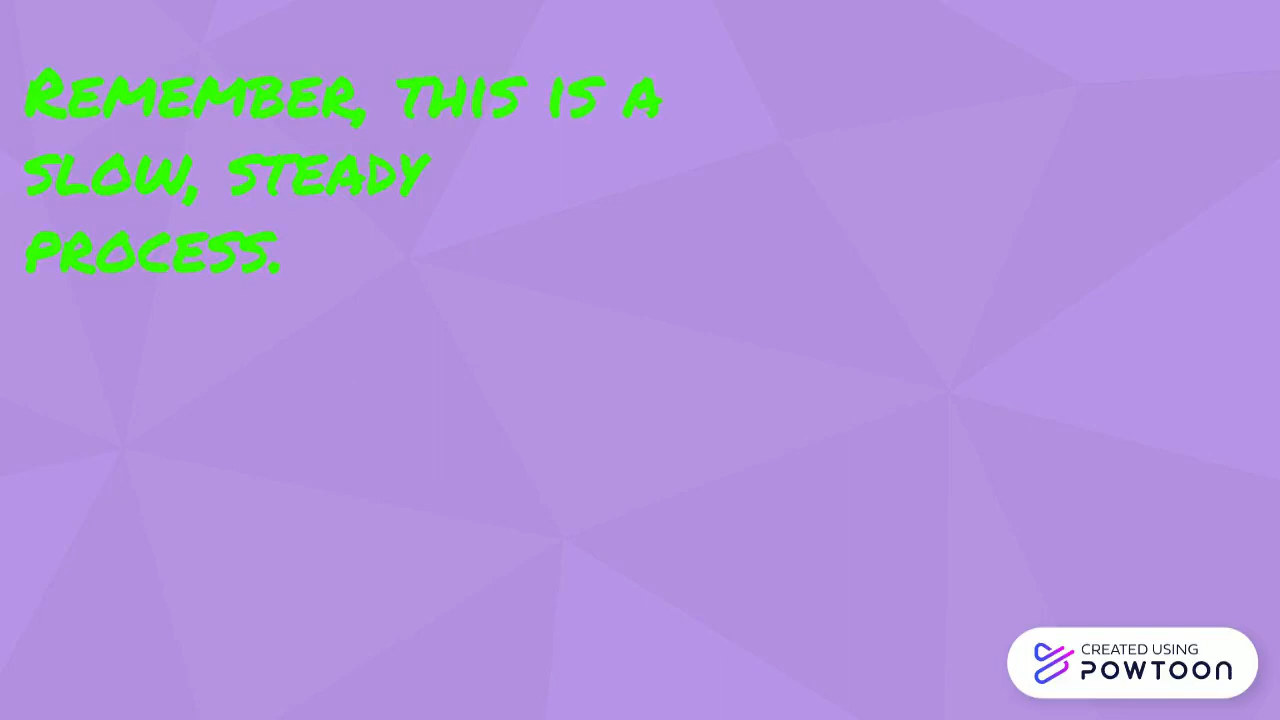 Remember, this is a
slow, steady
process.
CREATED USING
POWTOON